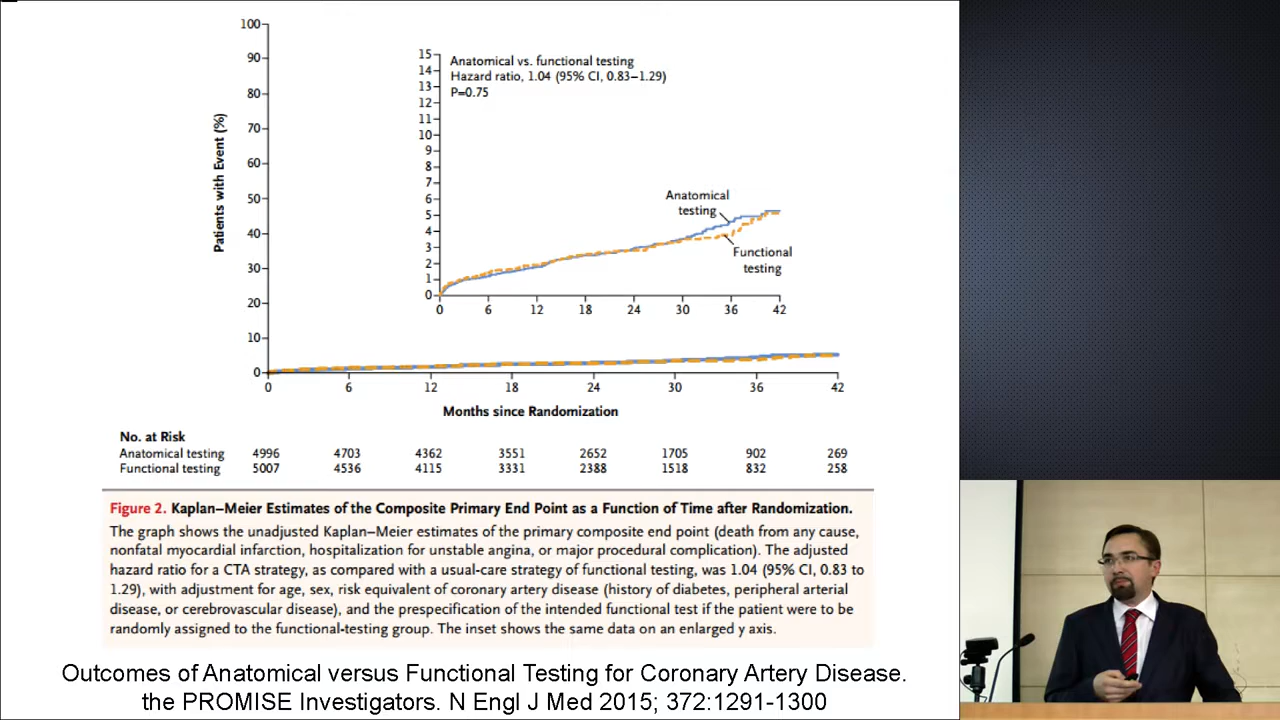 100
90
80
70
60
50
40
30
20
10
0
Patients with Event (%)
15
14
13
12
11
10
9
8
7
6
5
4
3
2
1
0
Anatomical vs. functional testing
Hazard ratio, 1.04 (95% CI, 0.83–1.29)
P=0.75
Anatomical
testing
Functional
testing
0 6 12 18 24 30 36 42
0 6 12 18 24 30 36 42
Months since Randomization
No. at Risk
Anatomical testing 4996 4703 4362 3551 2652 1705 902 269
Functional testing 5007 4536 4115 3331 2388 1518 832 258
Figure 2. Kaplan–Meier Estimates of the Composite Primary End Point as a Function of Time after Randomization.
The graph shows the unadjusted Kaplan–Meier estimates of the primary composite end point (death from any cause,
nonfatal myocardial infarction, hospitalization for unstable angina, or major procedural complication). The adjusted
hazard ratio for a CTA strategy, as compared with a usual-care strategy of functional testing, was 1.04 (95% CI, 0.83 to
1.29), with adjustment for age, sex, risk equivalent of coronary artery disease (history of diabetes, peripheral arterial
disease, or cerebrovascular disease), and the prespecification of the intended functional test if the patient were to be
randomly assigned to the functional-testing group. The inset shows the same data on an enlarged y axis.
Outcomes of Anatomical versus Functional Testing for Coronary Artery Disease.
the PROMISE Investigators. N Engl J Med 2015; 372:1291-1300